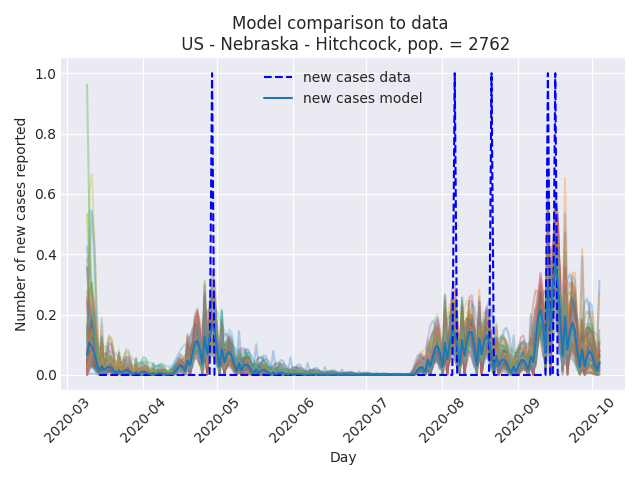 Model comparison to data
US - Nebraska - Hitchcock, pop. = 2762
new cases data
new cases model
Number of new cases reported
1.0
0.8
0.6
0.4
0.2
0.0
2020-03
2020-04
2020-05
2020-06
2020-07
2020-08
2020-09
2020-10
Day